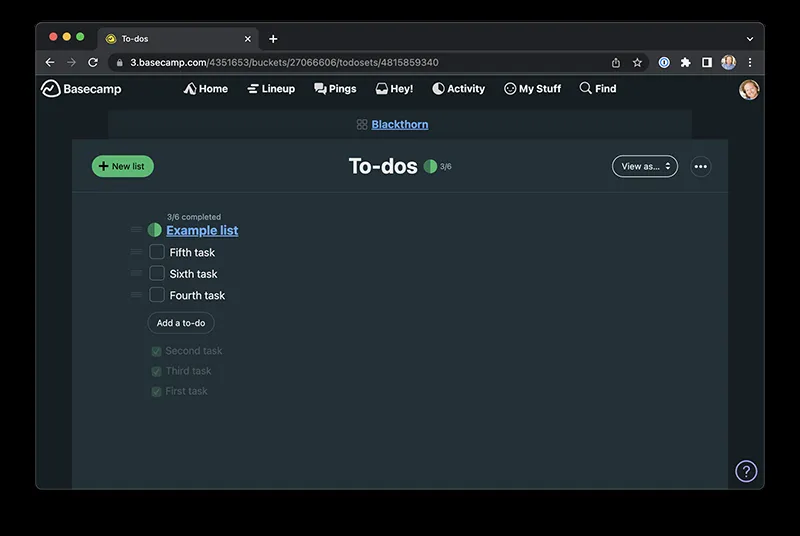 To-dos
3.basecamp.com/4351653/buckets/27066606/todosets/4815859340
Basecamp Home Lineup Pings Hey! Activity My Stuff Find
Blackthorn
New list To-dos 3/6 View as...
3/6 completed
Example list
Fifth task
Sixth task
Fourth task
Add a to-do
Second task
Third task
First task
?